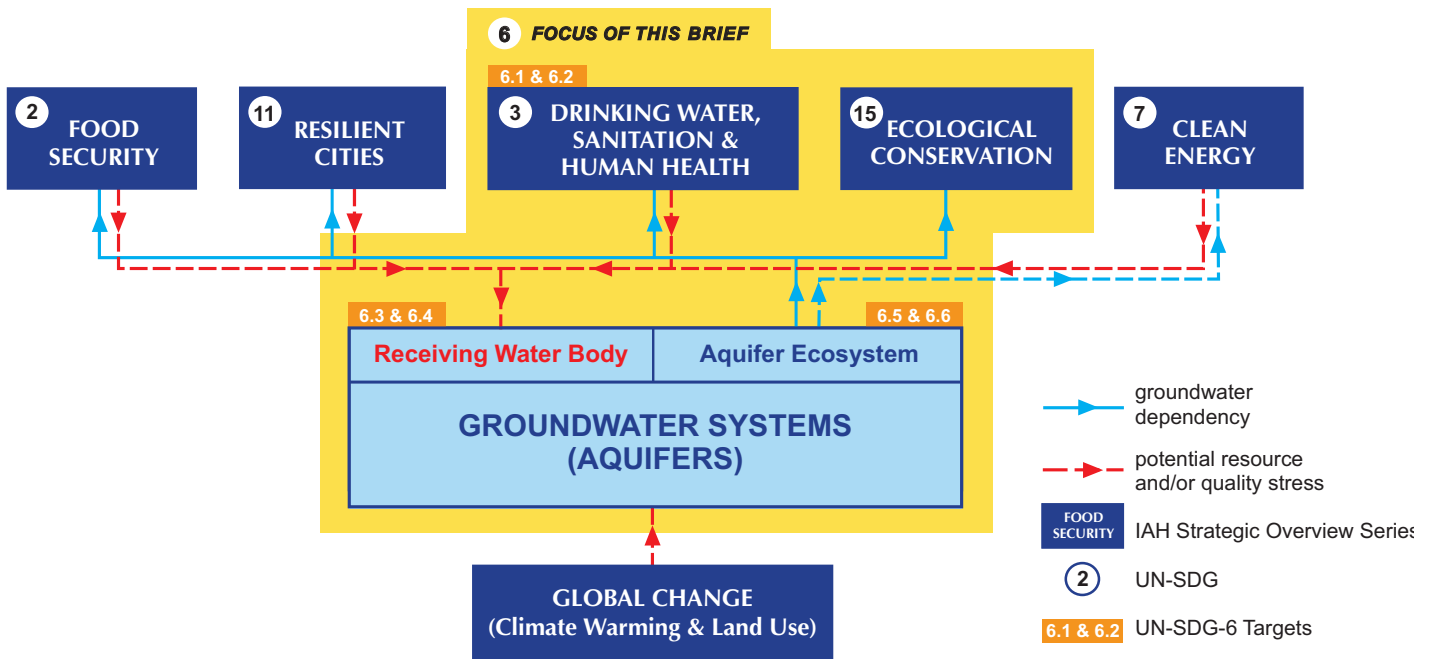 6 FOCUS OF THIS BRIEF
6.1 & 6.2
2 FOOD
SECURITY
11 RESILIENT
CITIES
3 DRINKING WATER,
SANITATION &
HUMAN HEALTH
15 ECOLOGICAL
CONSERVATION
7 CLEAN
ENERGY
6.3 & 6.4
6.5 & 6.6
Receiving Water Body
Aquifer Ecosystem
GROUNDWATER SYSTEMS
(AQUIFERS)
GLOBAL CHANGE
(Climate Warming & Land Use)
groundwater
dependency
potential resource
and/or quality stress
FOOD
SECURITY
IAH Strategic Overview Series
2 UN-SDG
6.1 & 6.2 UN-SDG-6 Targets